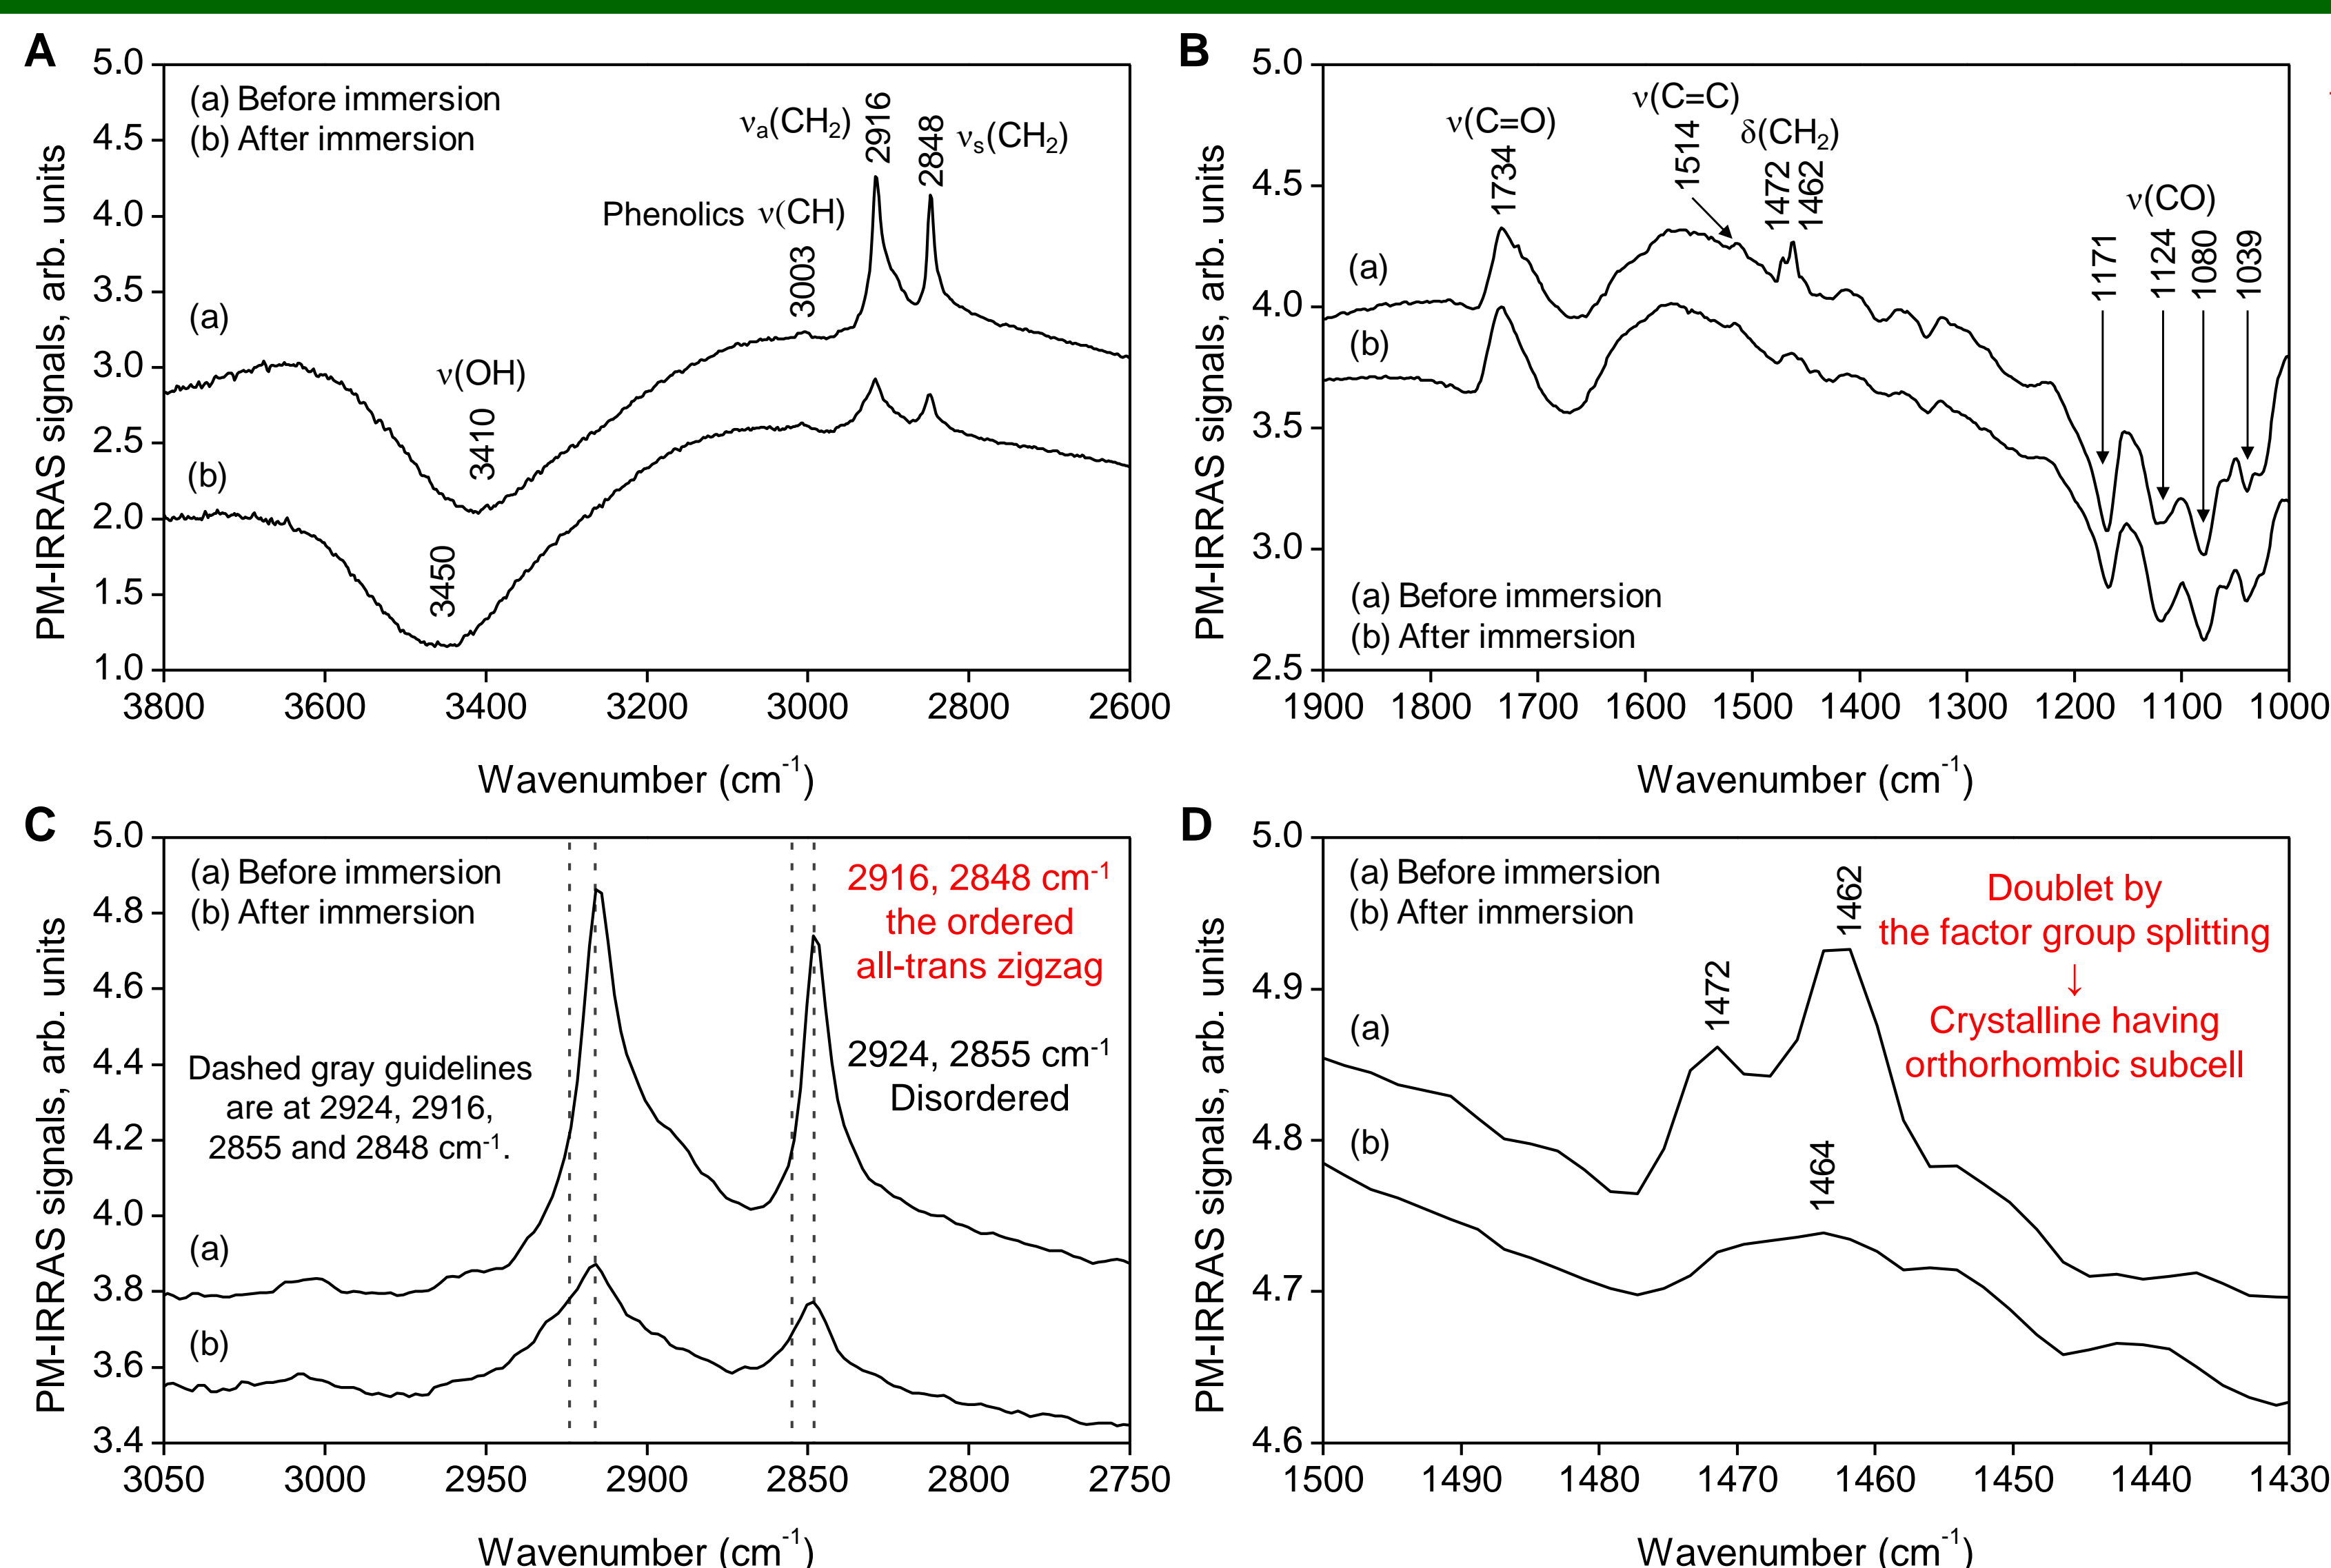 A
5.0
4.5
4.0
3.5
3.0
2.5
2.0
1.5
1.0
PM-IRRAS signals, arb. units
(a) Before immersion
(b) After immersion
νa(CH2)
2916
2848
νs(CH2)
Phenolics ν(CH)
3003
(a)
ν(OH)
3410
(b)
3450
3800 3600 3400 3200 3000 2800 2600
Wavenumber (cm-1)
B
5.0
4.5
4.0
3.5
3.0
2.5
PM-IRRAS signals, arb. units
ν(C=O)
1734
ν(C=C)
1514
δ(CH2)
1472
1462
ν(CO)
1171
1124
1080
1039
(a)
(b)
(a) Before immersion
(b) After immersion
1900 1800 1700 1600 1500 1400 1300 1200 1100 1000
Wavenumber (cm-1)
C
5.0
4.8
4.6
4.4
4.2
4.0
3.8
3.6
3.4
PM-IRRAS signals, arb. units
(a) Before immersion
(b) After immersion
2916, 2848 cm-1
the ordered
all-trans zigzag
2924, 2855 cm-1
Disordered
Dashed gray guidelines
are at 2924, 2916,
2855 and 2848 cm-1.
(a)
(b)
3050 3000 2950 2900 2850 2800 2750
Wavenumber (cm-1)
D
5.0
4.9
4.8
4.7
4.6
PM-IRRAS signals, arb. units
(a) Before immersion
(b) After immersion
1462
Doublet by
the factor group splitting
↓
Crystalline having
orthorhombic subcell
1472
(a)
(b)
1464
1500 1490 1480 1470 1460 1450 1440 1430
Wavenumber (cm-1)